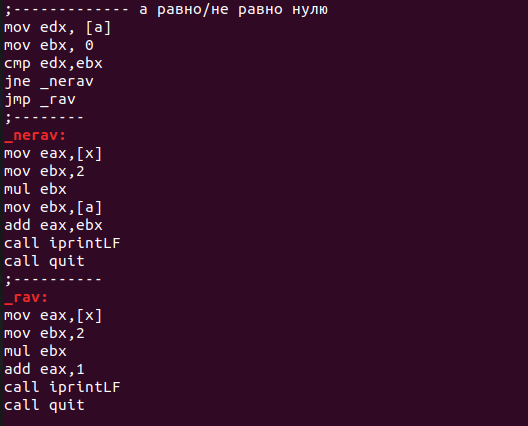 ;------------- а равно/не равно нулю
mov edx, [a]
mov ebx, 0
cmp edx,ebx
jne _nerav
jmp _rav
;--------
_nerav:
mov eax,[x]
mov ebx,2
mul ebx
mov ebx,[a]
add eax,ebx
call iprintLF
call quit
;----------
_rav:
mov eax,[x]
mov ebx,2
mul ebx
add eax,1
call iprintLF
call quit